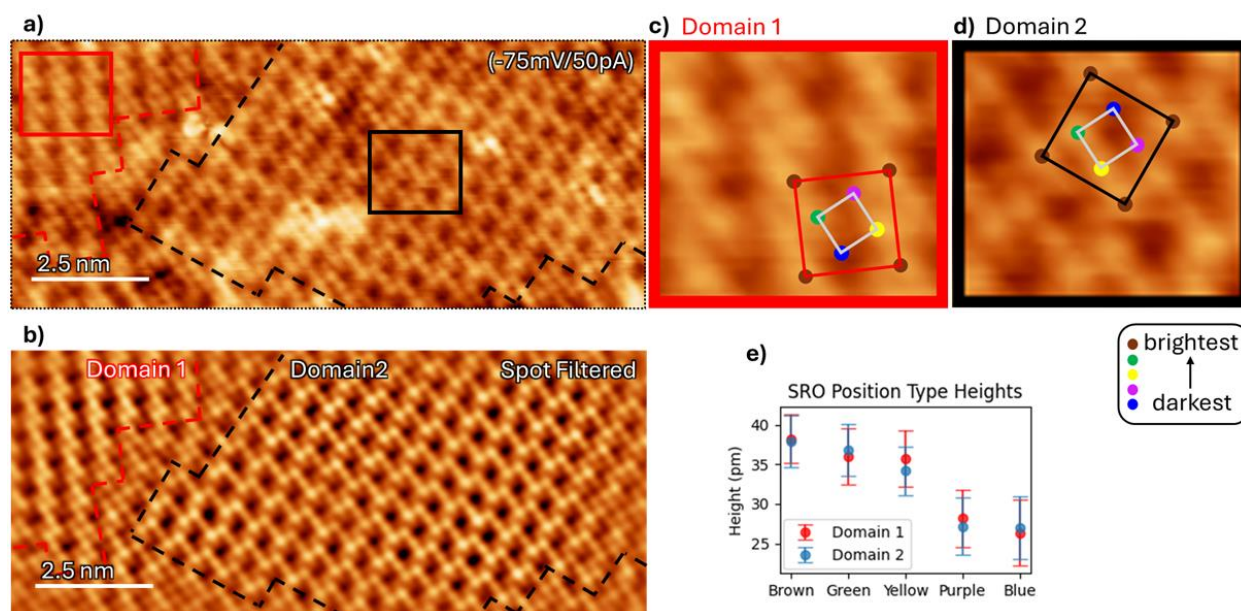 a)
(-75mV/50pA)
2.5 nm
c) Domain 1
d) Domain 2
b)
Domain 1
Domain2
Spot Filtered
2.5 nm
brightest
darkest
e)
SRO Position Type Heights
Height (pm)
40
35
30
25
Domain 1
Domain 2
Brown Green Yellow Purple Blue